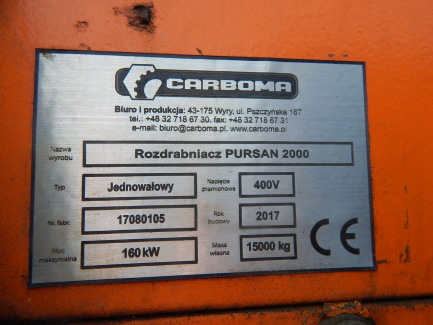 CARBOMA
Biuro i produkcja: 43-175 Wyry, ul. Pszczyńska 167
tel.: +48 32 718 67 30, fax: +48 32 718 67 31
e-mail: biuro@carboma.pl, www.carboma.pl
Nazwa wyrobu Rozdrabniacz PURSAN 2000
Typ Jednowałowy Napięcie znamionowe 400V
Nr. fabr. 17080105 Rok budowy 2017
Moc maksymalna 160 kW Masa własna 15000 kg CE